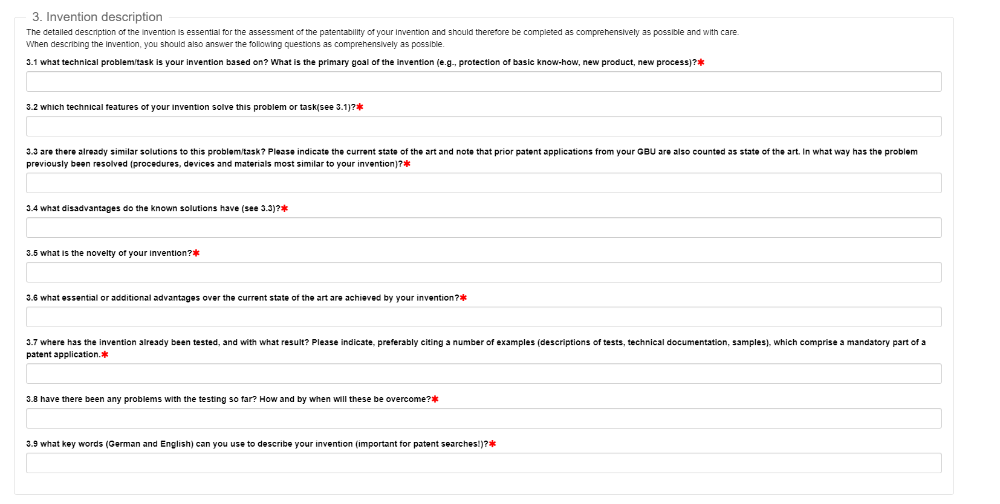 3. Invention description
The detailed description of the invention is essential for the assessment of the patentability of your invention and should therefore be completed as comprehensively as possible and with care.
When describing the invention, you should also answer the following questions as comprehensively as possible.
3.1 what technical problem/task is your invention based on? What is the primary goal of the invention (e.g., protection of basic know-how, new product, new process)?*
3.2 which technical features of your invention solve this problem or task(see 3.1)?*
3.3 are there already similar solutions to this problem/task? Please indicate the current state of the art and note that prior patent applications from your GBU are also counted as state of the art. In what way has the problem
previously been resolved (procedures, devices and materials most similar to your invention)?*
3.4 what disadvantages do the known solutions have (see 3.3)?*
3.5 what is the novelty of your invention?*
3.6 what essential or additional advantages over the current state of the art are achieved by your invention?*
3.7 where has the invention already been tested, and with what result? Please indicate, preferably citing a number of examples (descriptions of tests, technical documentation, samples), which comprise a mandatory part of a
patent application.*
3.8 have there been any problems with the testing so far? How and by when will these be overcome?*
3.9 what key words (German and English) can you use to describe your invention (important for patent searches!)?*